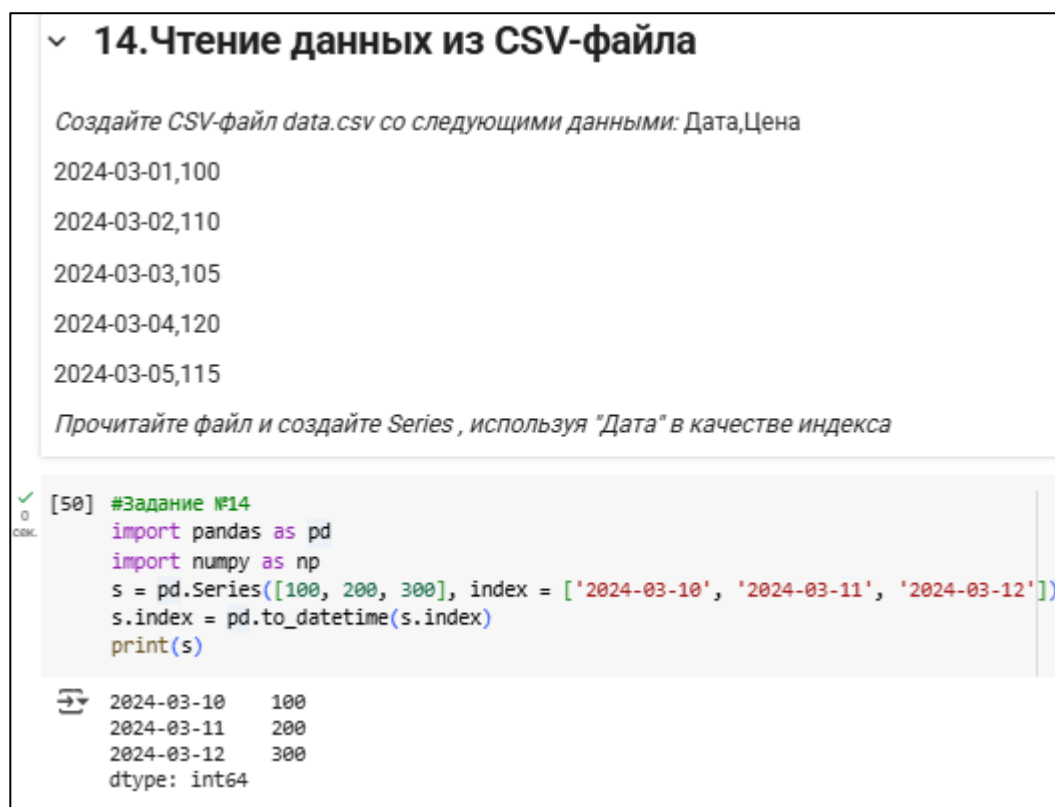 14.Чтение данных из CSV-файла
Создайте CSV-файл data.csv со следующими данными: Дата,Цена
2024-03-01,100
2024-03-02,110
2024-03-03,105
2024-03-04,120
2024-03-05,115
Прочитайте файл и создайте Series , используя "Дата" в качестве индекса
0
сек.
[50] #Задание №14
import pandas as pd
import numpy as np
s = pd.Series([100, 200, 300], index = ['2024-03-10', '2024-03-11', '2024-03-12'])
s.index = pd.to_datetime(s.index)
print(s)
2024-03-10 100
2024-03-11 200
2024-03-12 300
dtype: int64